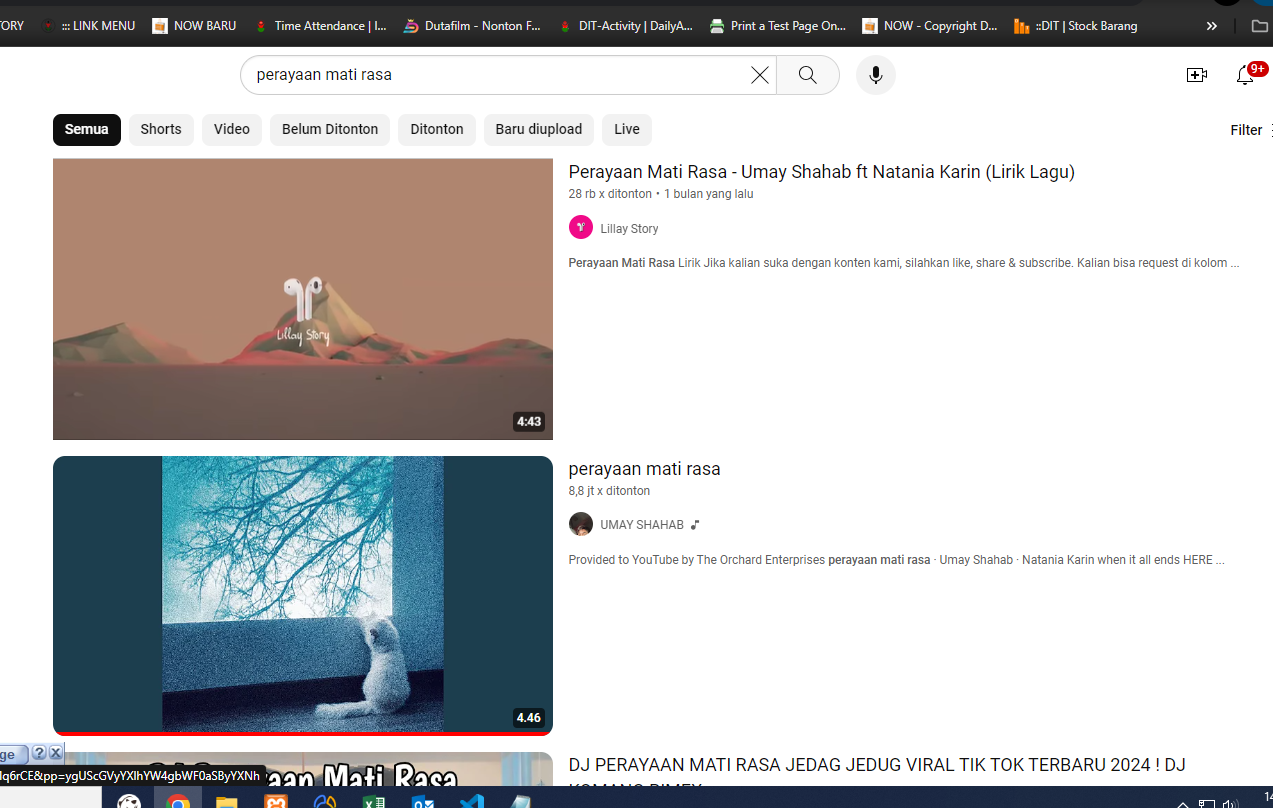 ORY ::: LINK MENU NOW BARU Time Attendance | I... Dutafilm - Nonton F... DIT-Activity | DailyA... Print a Test Page On... NOW - Copyright D... ::DIT | Stock Barang »
perayaan mati rasa
9+
Semua Shorts Video Belum Ditonton Ditonton Baru diupload Live Filter
Perayaan Mati Rasa - Umay Shahab ft Natania Karin (Lirik Lagu)
28 rb x ditonton • 1 bulan yang lalu
Lillay Story
Perayaan Mati Rasa Lirik Jika kalian suka dengan konten kami, silahkan like, share & subscribe. Kalian bisa request di kolom ...
Lillay Story
4:43
perayaan mati rasa
8,8 jt x ditonton
UMAY SHAHAB
Provided to YouTube by The Orchard Enterprises perayaan mati rasa · Umay Shahab · Natania Karin when it all ends HERE ...
4.46
ge ? X
DJ PERAYAAN MATI RASA JEDAG JEDUG VIRAL TIK TOK TERBARU 2024 ! DJ
Mati Rasa
14